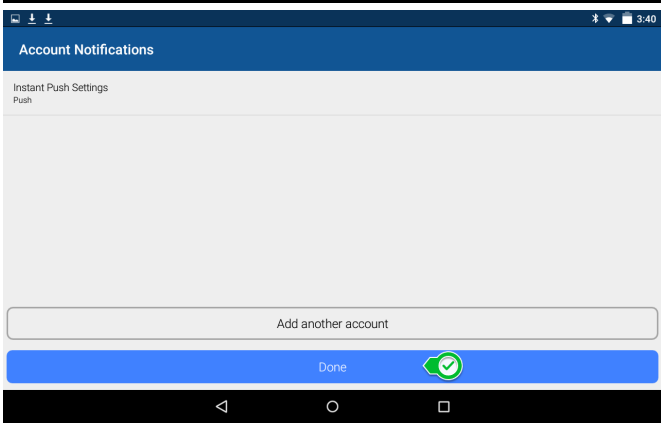 3:40
Account Notifications
Instant Push Settings
Push
Add another account
Done